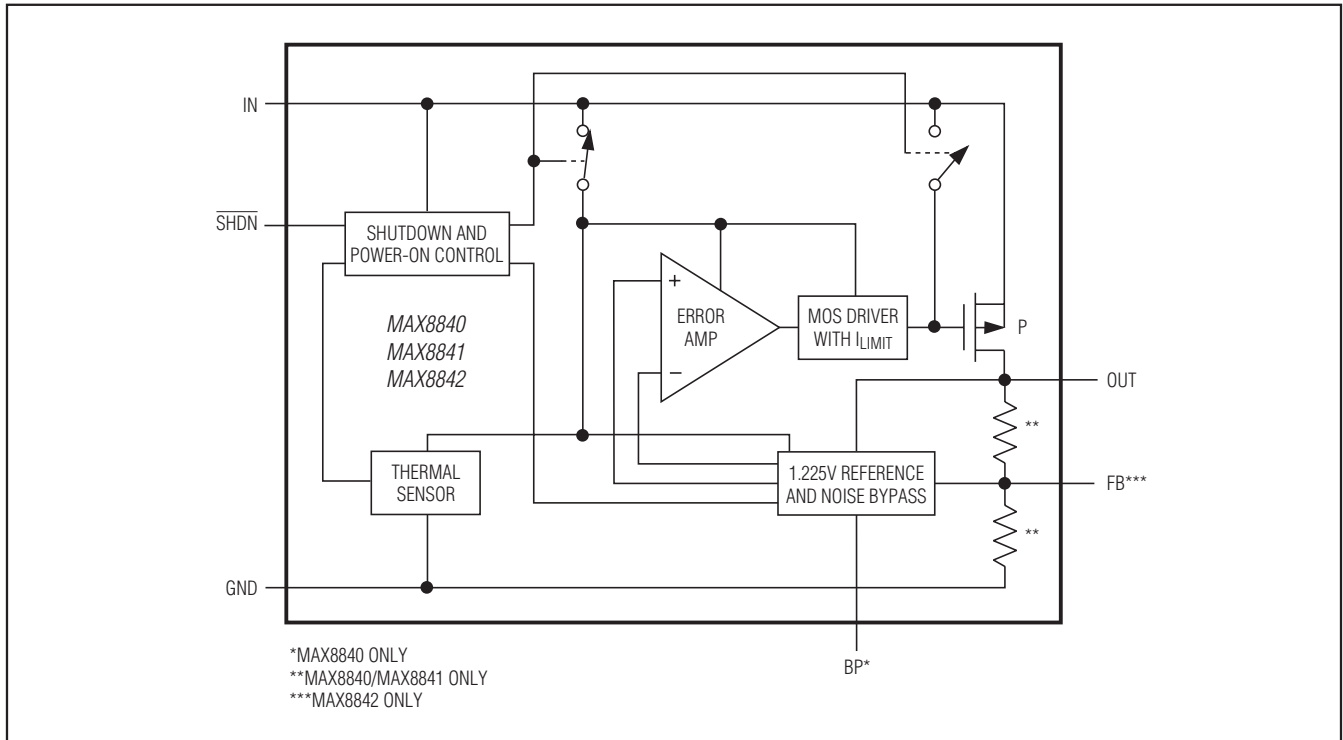 IN
SHDN
SHUTDOWN AND
POWER-ON CONTROL
MAX8840
MAX8841
MAX8842
+
ERROR
AMP
−
MOS DRIVER
WITH ILIMIT
P
OUT
**
THERMAL
SENSOR
1.225V REFERENCE
AND NOISE BYPASS
FB***
**
GND
BP*
*MAX8840 ONLY
**MAX8840/MAX8841 ONLY
***MAX8842 ONLY